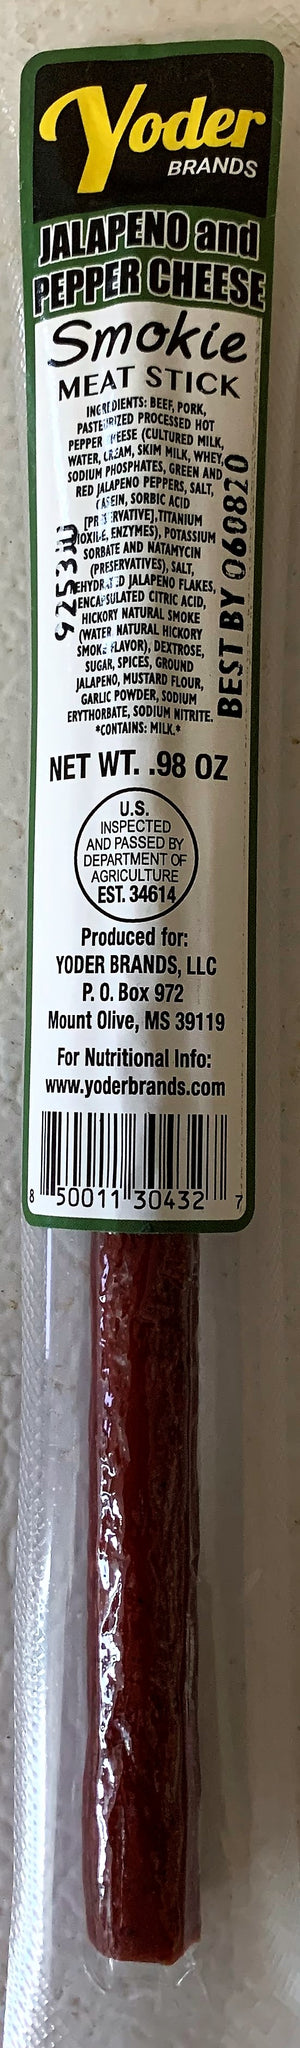 Yoder
BRANDS
JALAPENO and
PEPPER CHEESE
Smokie
MEAT STICK
INGREDIENTS: BEEF, PORK,
PASTEURIZED PROCESSED HOT
PEPPER CHEESE (CULTURED MILK,
WATER, CREAM, SKIM MILK, WHEY,
SODIUM PHOSPHATES, GREEN AND
RED JALAPENO PEPPERS, SALT,
CASEIN, SORBIC ACID
[PRESERVATIVE], TITANIUM
DIOXIDE, ENZYMES), POTASSIUM
SORBATE AND NATAMYCIN
(PRESERVATIVES), SALT,
DEHYDRATED JALAPENO FLAKES,
ENCAPSULATED CITRIC ACID,
HICKORY NATURAL SMOKE
(WATER, NATURAL HICKORY
SMOKE FLAVOR), DEXTROSE,
SUGAR, SPICES, GROUND
JALAPENO, MUSTARD FLOUR,
GARLIC POWDER, SODIUM
ERYTHORBATE, SODIUM NITRITE.
*CONTAINS: MILK.*
BEST BY 060820
NET WT. .98 OZ
U.S.
INSPECTED
AND PASSED BY
DEPARTMENT OF
AGRICULTURE
EST. 34614
Produced for:
YODER BRANDS, LLC
P. O. Box 972
Mount Olive, MS 39119
For Nutritional Info:
www.yoderbrands.com
8 50011 30432 7